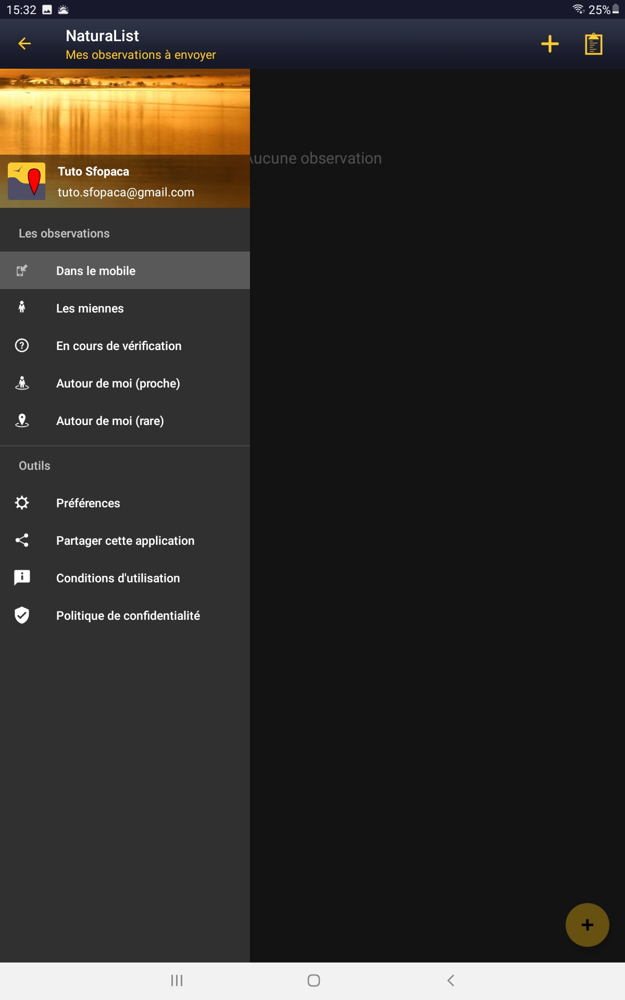 15:32
25%
NaturaList
Mes observations à envoyer
Aucune observation
Tuto Sfopaca
tuto.sfopaca@gmail.com
Les observations
Dans le mobile
Les miennes
En cours de vérification
Autour de moi (proche)
Autour de moi (rare)
Outils
Préférences
Partager cette application
Conditions d'utilisation
Politique de confidentialité